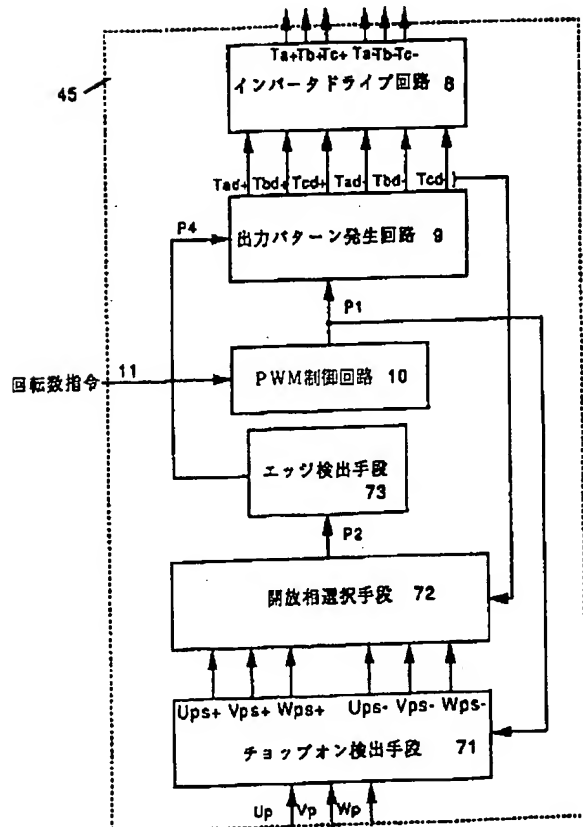 Ta+Tb+Tc+ Ta-Tb-Tc-
インバータドライブ回路 8
45
Tad+ Tbd+ Tcd+ Tad- Tbd- Tcd-
P4
出力パターン発生回路 9
P1
回転数指令 11
PWM制御回路 10
エッジ検出手段
73
P2
開放相選択手段 72
Ups+ Vps+ Wps+ Ups- Vps- Wps-
チョップオン検出手段 71
Up Vp Wp